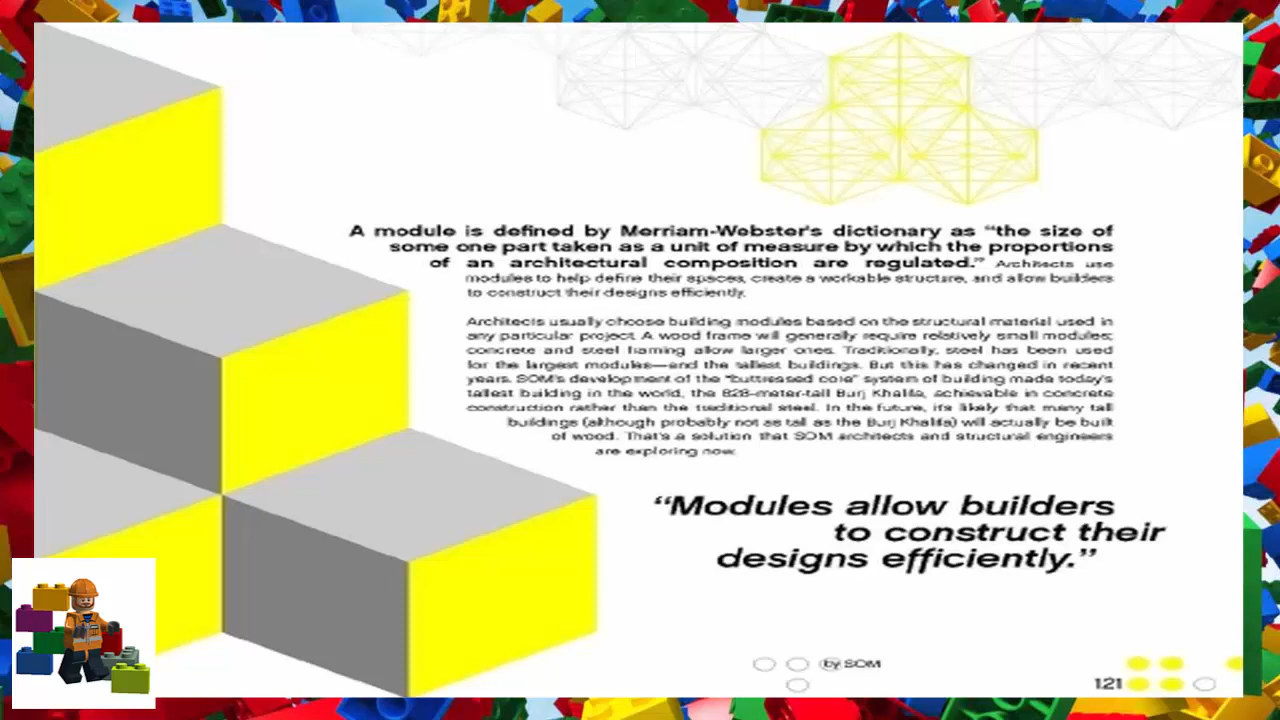 A module is defined by Merriam-Webster's dictionary as “the size of
some one part taken as a unit of measure by which the proportions
of an architectural composition are regulated.” Architects use
modules to help define their spaces, create a workable structure, and allow builders
to construct their designs efficiently.
Architects usually choose building modules based on the structural material used in
any particular project. A wood frame will generally require relatively small modules;
concrete and steel framing allow larger ones. Traditionally, steel has been used
for the largest modules—and the tallest buildings. But this has changed in recent
years. SOM's development of the “buttressed core” system of building made today's
tallest building in the world, the 828-meter-tall Burj Khalifa, achievable in concrete
construction rather than the traditional steel. In the future, it's likely that many tall
buildings (although probably not as tall as the Burj Khalifa) will actually be built
of wood. That's a solution that SOM architects and structural engineers
are exploring now.
“Modules allow builders
to construct their
designs efficiently.”
by SOM
121